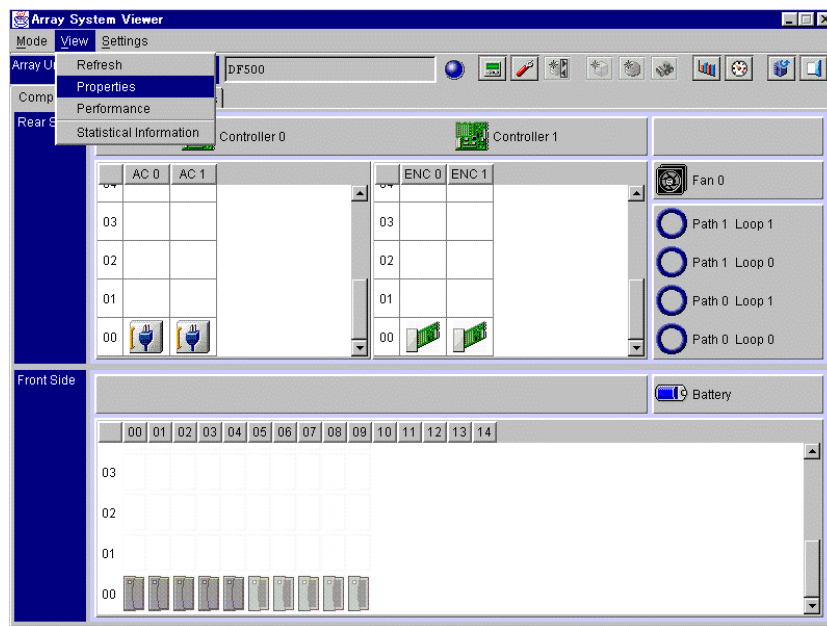 Array System Viewer
Mode View Settings
Array U
Refresh
Properties
Performance
Statistical Information
DF500
Comp
Rear S
Controller 0
Controller 1
AC 0 AC 1
03
02
01
00
ENC 0 ENC 1
03
02
01
00
Fan 0
Path 1 Loop 1
Path 1 Loop 0
Path 0 Loop 1
Path 0 Loop 0
Front Side
Battery
00 01 02 03 04 05 06 07 08 09 10 11 12 13 14
03
02
01
00